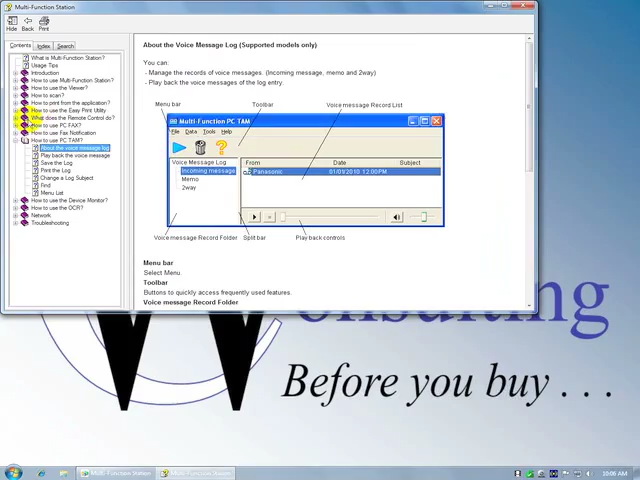 Multi-Function Station
Hide
Back
Print
Contents
Index
Search
What is Multi-Function Station?
Usage Tips
Introduction
How to use Multi-Function Station?
How to use the Viewer?
How to scan?
How to print from the application?
How to use the Easy Print Utility
What does the Remote Control do?
How to use PC FAX?
How to use Fax Notification
How to use PC TAM?
About the voice message log
Play back the voice message
Save the Log
Print the Log
Change a Log Subject
Find
Menu List
How to use the Device Monitor?
How to use the OCR?
Network
Troubleshooting
About the Voice Message Log (Supported models only)
You can:
- Manage the records of voice messages. (Incoming message, memo and 2way)
- Play back the voice messages of the log entry.
Menu bar
Toolbar
Voice message Record List
Multi-Function PC TAM
File Data Tools Help
Voice Message Log
Incoming message
Memo
2way
From Date Subject
Panasonic 01/01/2010 12:00PM
Voice message Record Folder
Split bar
Play back controls
Menu bar
Select Menu.
Toolbar
Buttons to quickly access frequently used features.
Voice message Record Folder
Before you buy . . .
Multi-Function Station
Multi-Function Station
10:06 AM